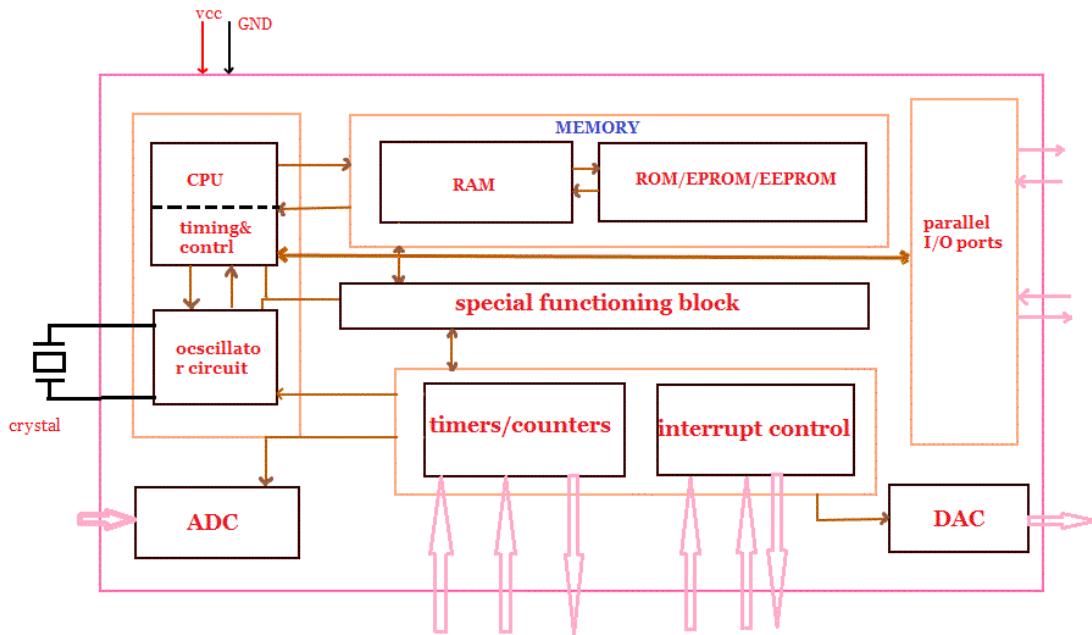 vcc
GND
MEMORY
CPU
RAM
ROM/EPROM/EEPROM
timing&
contrl
parallel
I/O ports
special functioning block
ocscillato
r circuit
crystal
timers/counters
interrupt control
ADC
DAC